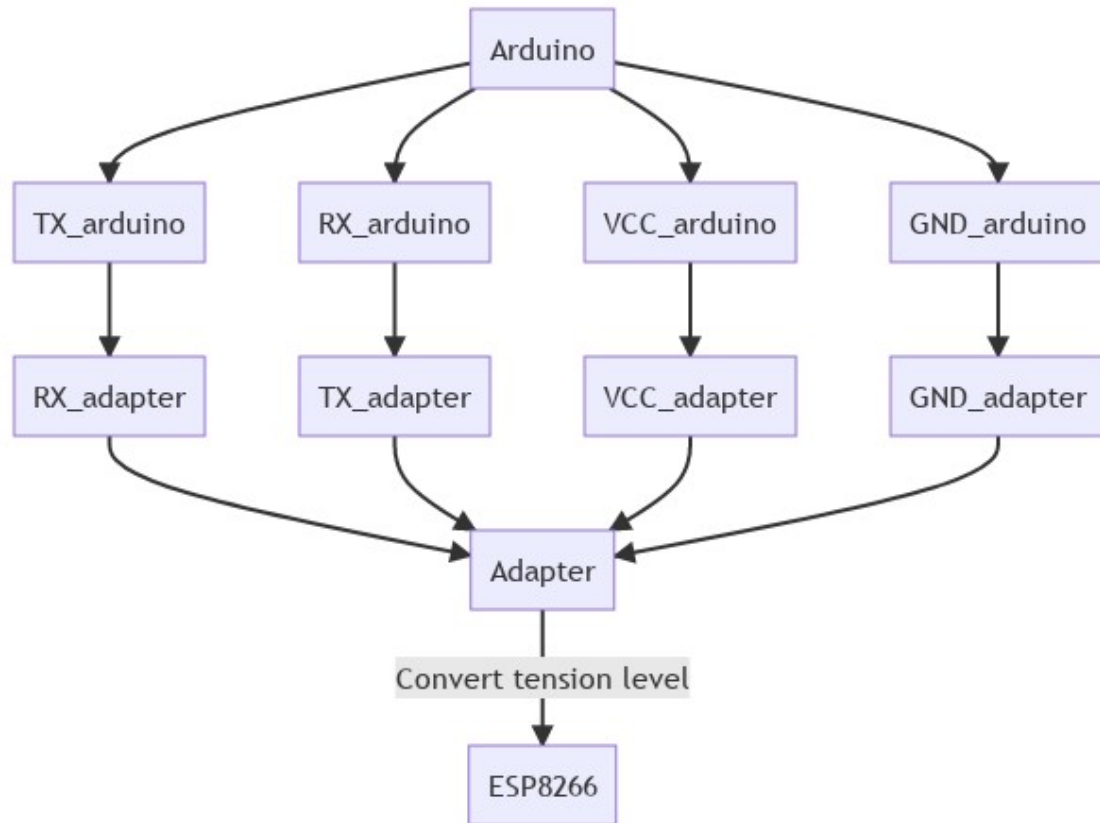 Arduino
TX_arduino
RX_arduino
VCC_arduino
GND_arduino
RX_adapter
TX_adapter
VCC_adapter
GND_adapter
Adapter
Convert tension level
ESP8266